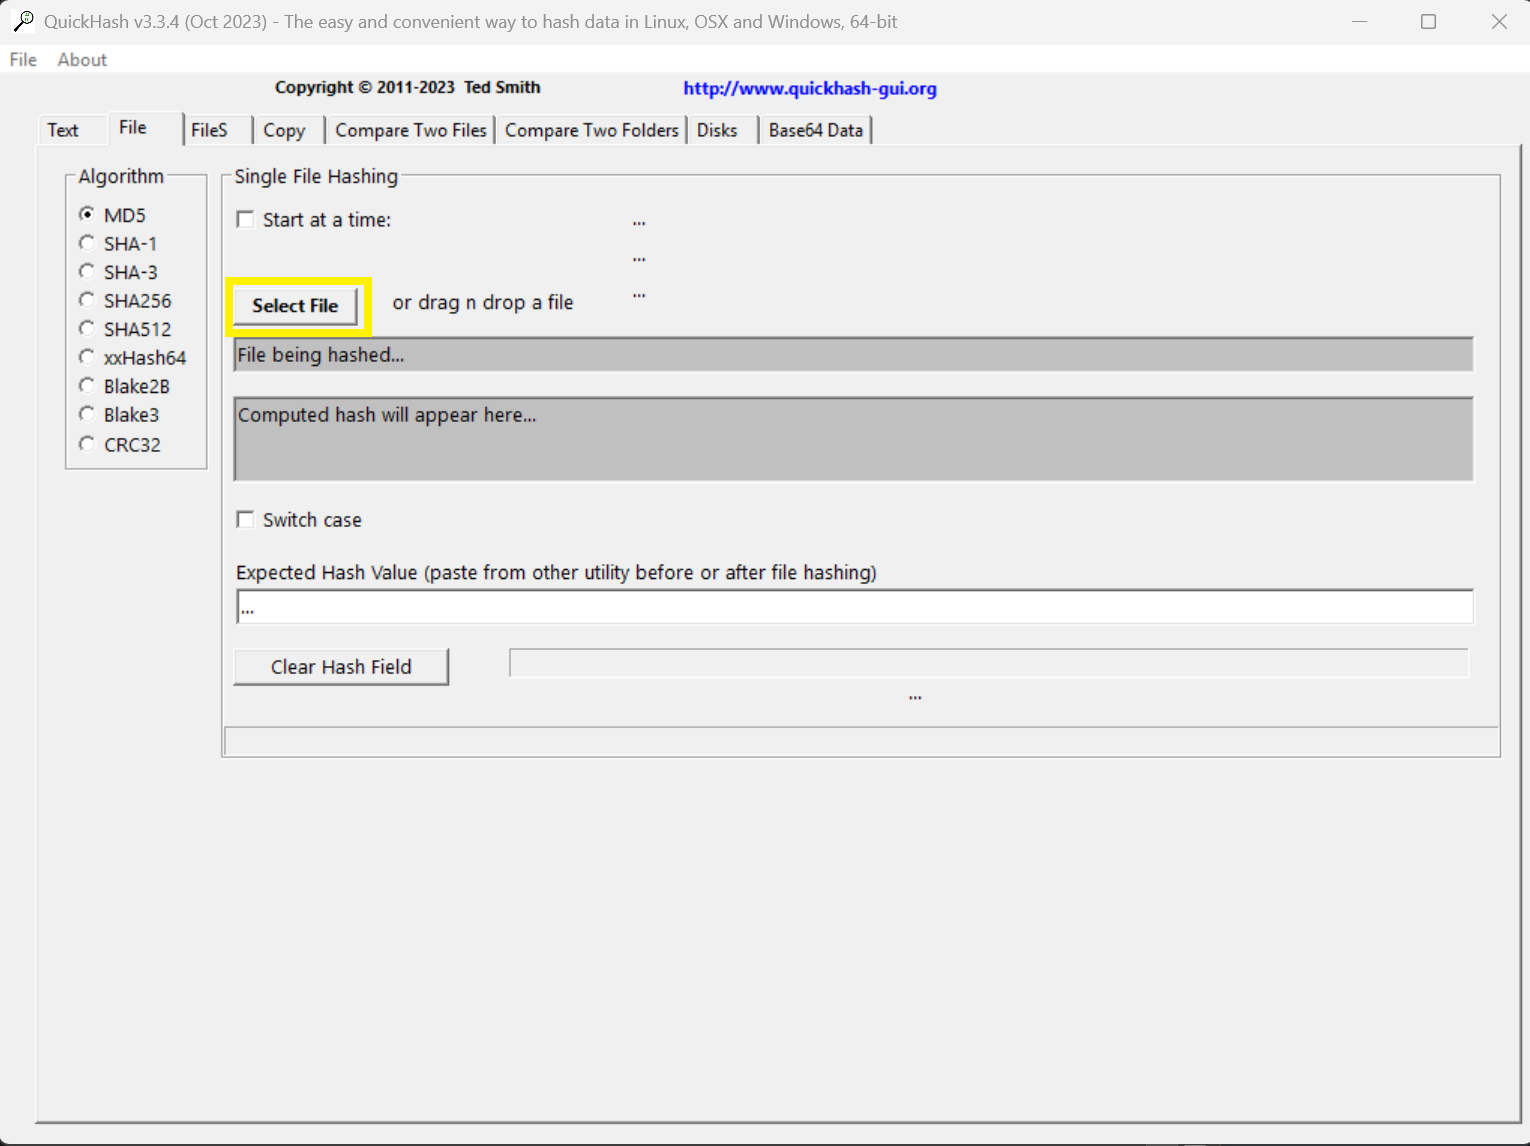 QuickHash v3.3.4 (Oct 2023) - The easy and convenient way to hash data in Linux, OSX and Windows, 64-bit
File About
Copyright © 2011-2023 Ted Smith http://www.quickhash-gui.org
Text File FileS Copy Compare Two Files Compare Two Folders Disks Base64 Data
Algorithm
MD5
SHA-1
SHA-3
SHA256
SHA512
xxHash64
Blake2B
Blake3
CRC32
Single File Hashing
Start at a time: ...
...
Select File or drag n drop a file ...
File being hashed...
Computed hash will appear here...
Switch case
Expected Hash Value (paste from other utility before or after file hashing)
...
Clear Hash Field
...